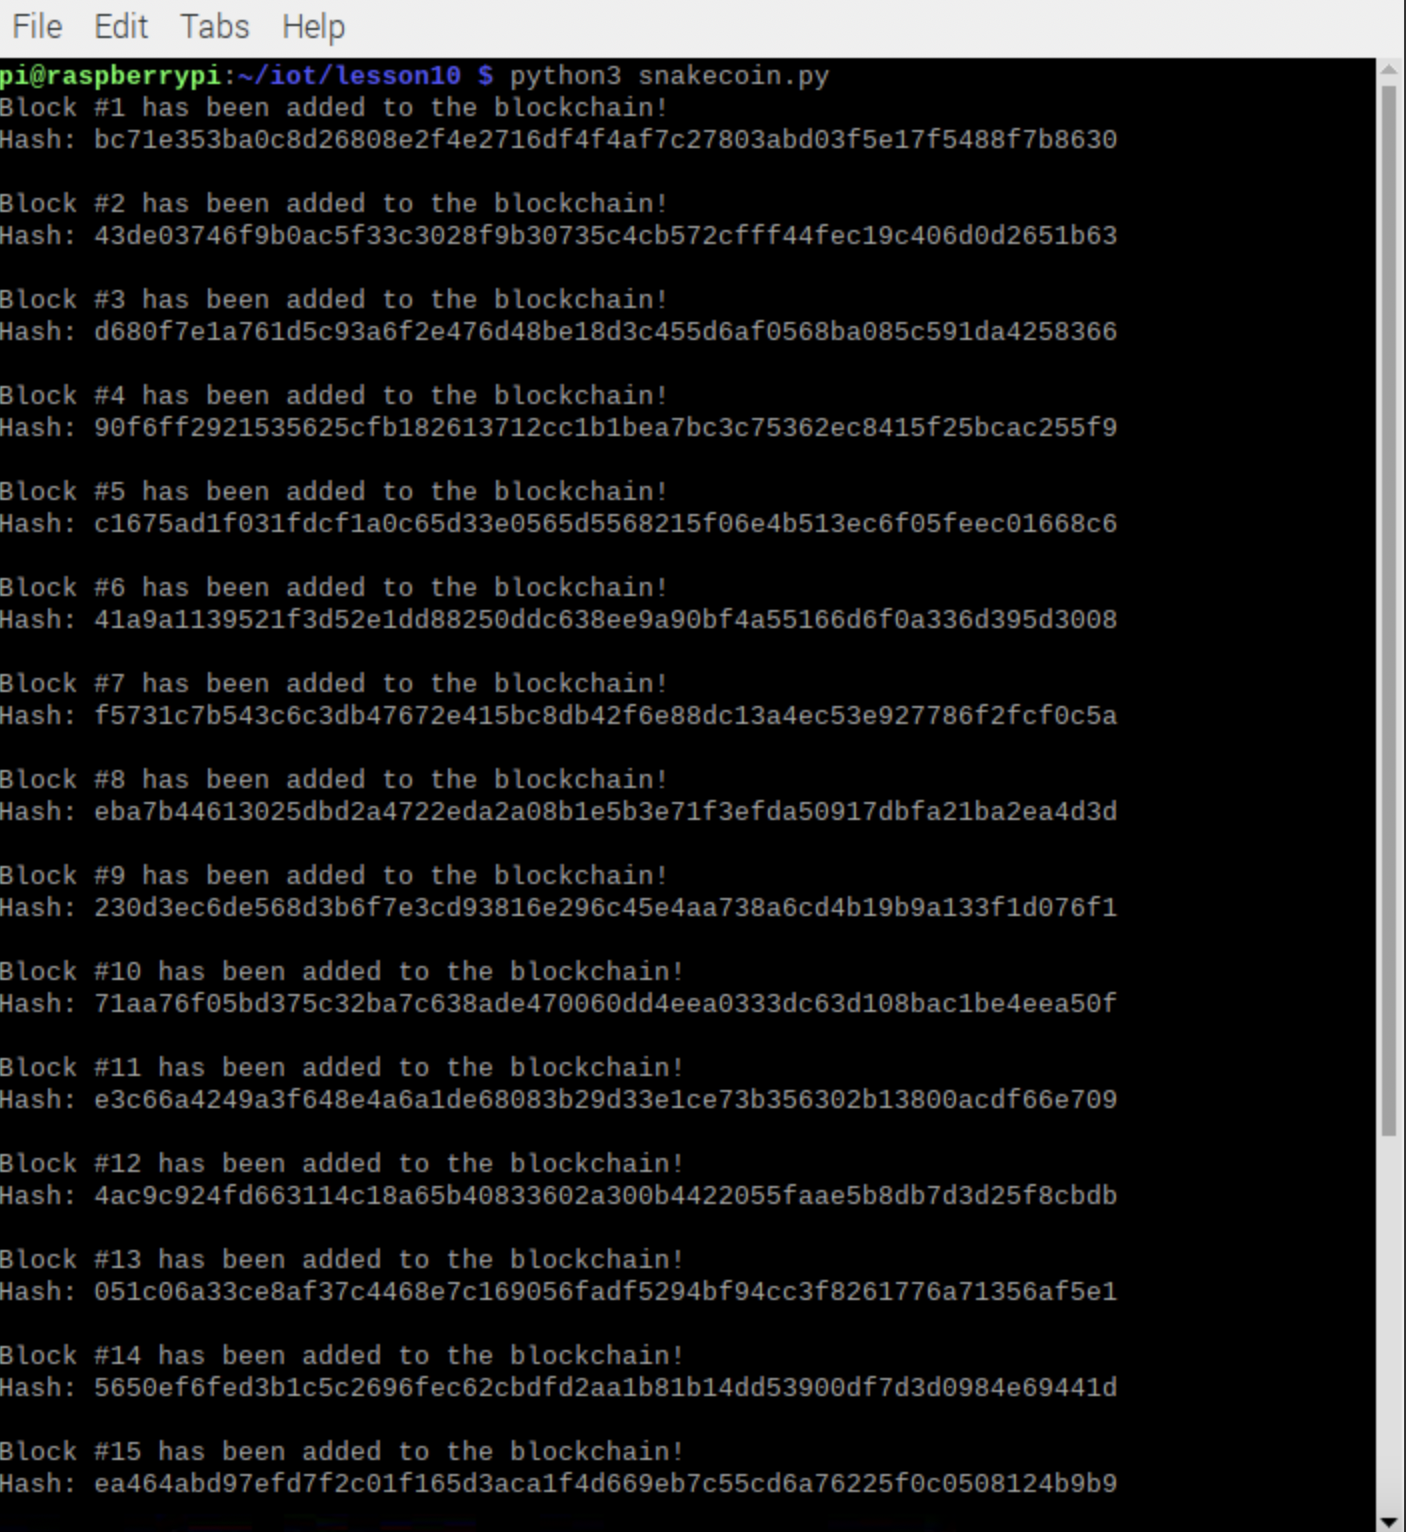 File Edit Tabs Help
pi@raspberrypi:~/iot/lesson10 $ python3 snakecoin.py
Block #1 has been added to the blockchain!
Hash: bc71e353ba0c8d26808e2f4e2716df4f4af7c27803abd03f5e17f5488f7b8630
Block #2 has been added to the blockchain!
Hash: 43de03746f9b0ac5f33c3028f9b30735c4cb572cfff44fec19c406d0d2651b63
Block #3 has been added to the blockchain!
Hash: d680f7e1a761d5c93a6f2e476d48be18d3c455d6af0568ba085c591da4258366
Block #4 has been added to the blockchain!
Hash: 90f6ff2921535625cfb182613712cc1b1bea7bc3c75362ec8415f25bcac255f9
Block #5 has been added to the blockchain!
Hash: c1675ad1f031fdcf1a0c65d33e0565d5568215f06e4b513ec6f05feec01668c6
Block #6 has been added to the blockchain!
Hash: 41a9a1139521f3d52e1dd88250ddc638ee9a90bf4a55166d6f0a336d395d3008
Block #7 has been added to the blockchain!
Hash: f5731c7b543c6c3db47672e415bc8db42f6e88dc13a4ec53e927786f2fcf0c5a
Block #8 has been added to the blockchain!
Hash: eba7b44613025dbd2a4722eda2a08b1e5b3e71f3efda50917dbfa21ba2ea4d3d
Block #9 has been added to the blockchain!
Hash: 230d3ec6de568d3b6f7e3cd93816e296c45e4aa738a6cd4b19b9a133f1d076f1
Block #10 has been added to the blockchain!
Hash: 71aa76f05bd375c32ba7c638ade470060dd4eea0333dc63d108bac1be4eea50f
Block #11 has been added to the blockchain!
Hash: e3c66a4249a3f648e4a6a1de68083b29d33e1ce73b356302b13800acdf66e709
Block #12 has been added to the blockchain!
Hash: 4ac9c924fd663114c18a65b40833602a300b4422055faae5b8db7d3d25f8cbdb
Block #13 has been added to the blockchain!
Hash: 051c06a33ce8af37c4468e7c169056fadf5294bf94cc3f8261776a71356af5e1
Block #14 has been added to the blockchain!
Hash: 5650ef6fed3b1c5c2696fec62cbdfd2aa1b81b14dd53900df7d3d0984e69441d
Block #15 has been added to the blockchain!
Hash: ea464abd97efd7f2c01f165d3aca1f4d669eb7c55cd6a76225f0c0508124b9b9